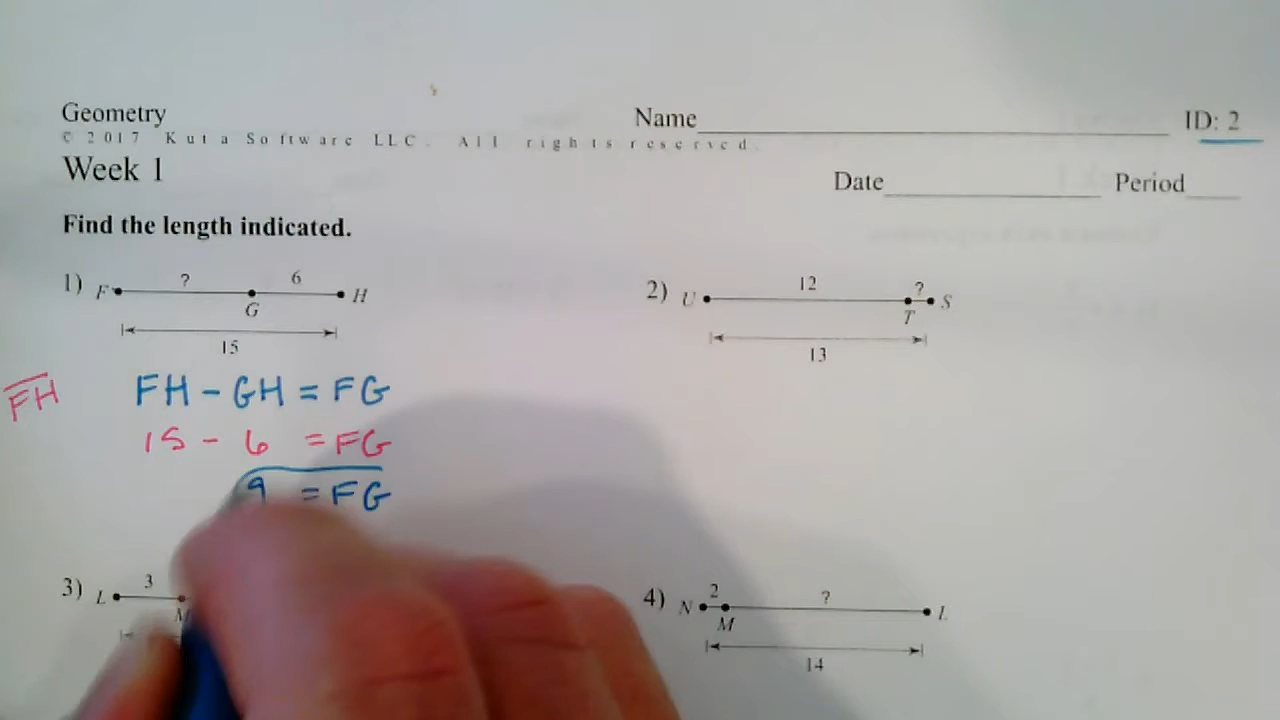 Geometry
Name ID: 2
© 2017 Kuta Software LLC. All rights reserved.
Week 1
Date Period
Find the length indicated.
1) F ? G 6 H
15
2) U 12 T ? S
13
FH
FH - GH = FG
15 - 6 = FG
9 = FG
3) L 3 M
4) N 2 M ? L
14